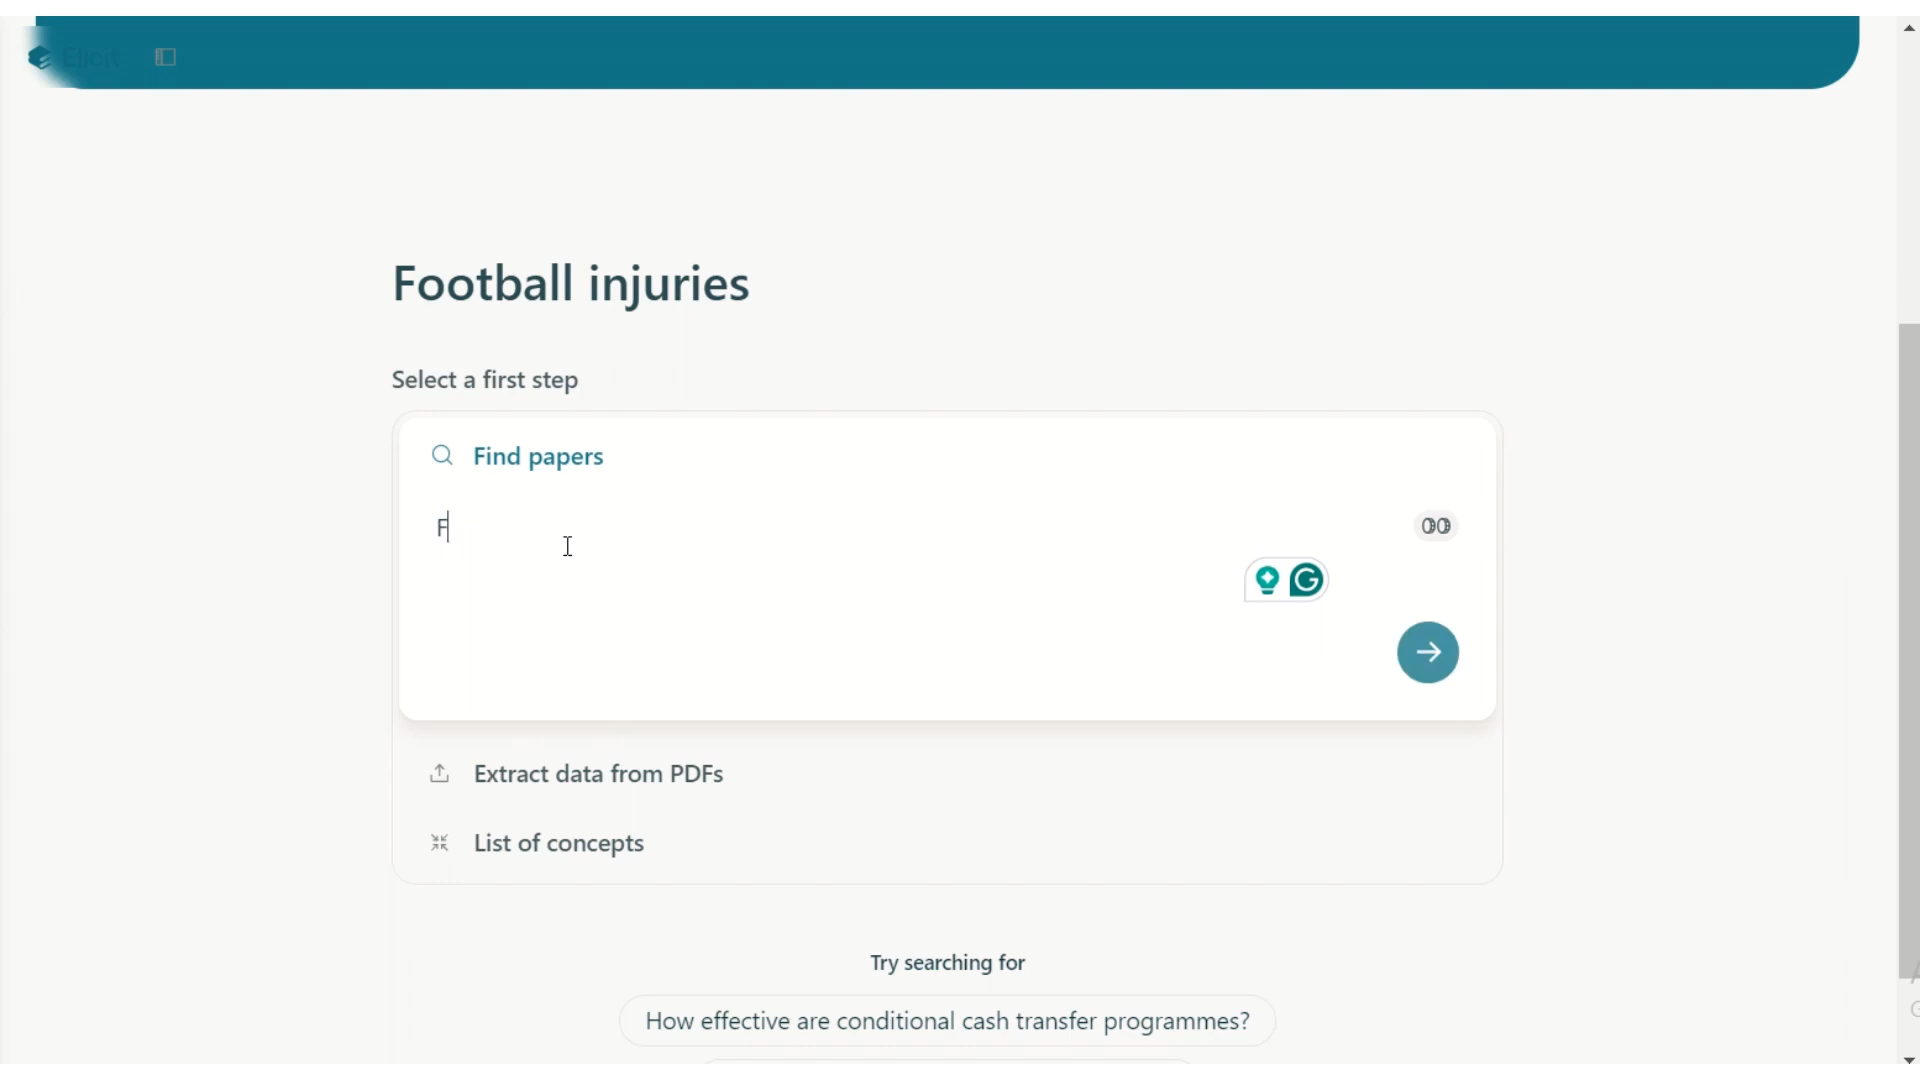 Elicit
Football injuries
Select a first step
Find papers
F
Extract data from PDFs
List of concepts
Try searching for
How effective are conditional cash transfer programmes?